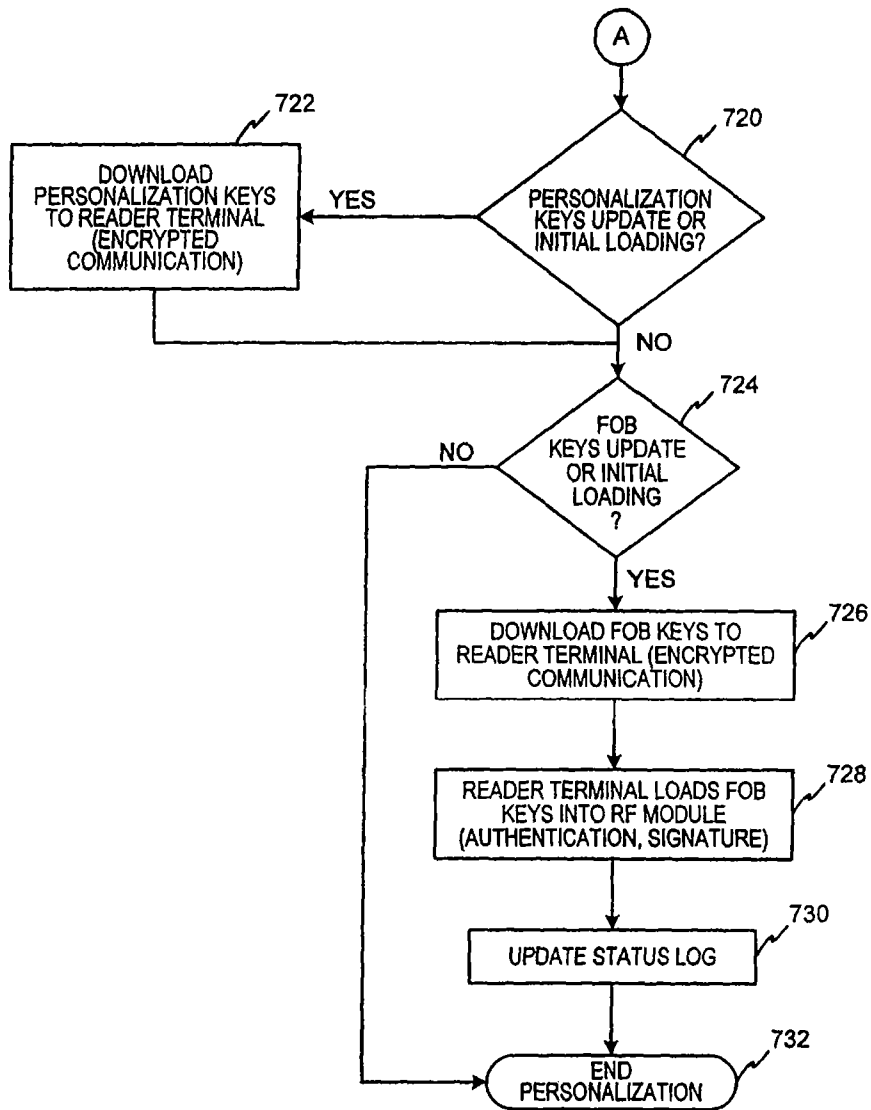 A
720
PERSONALIZATION
KEYS UPDATE OR
INITIAL LOADING?
YES
722
DOWNLOAD
PERSONALIZATION KEYS
TO READER TERMINAL
(ENCRYPTED
COMMUNICATION)
NO
724
FOB
KEYS UPDATE
OR INITIAL
LOADING
?
NO
YES
726
DOWNLOAD FOB KEYS TO
READER TERMINAL (ENCRYPTED
COMMUNICATION)
728
READER TERMINAL LOADS FOB
KEYS INTO RF MODULE
(AUTHENTICATION, SIGNATURE)
730
UPDATE STATUS LOG
732
END
PERSONALIZATION